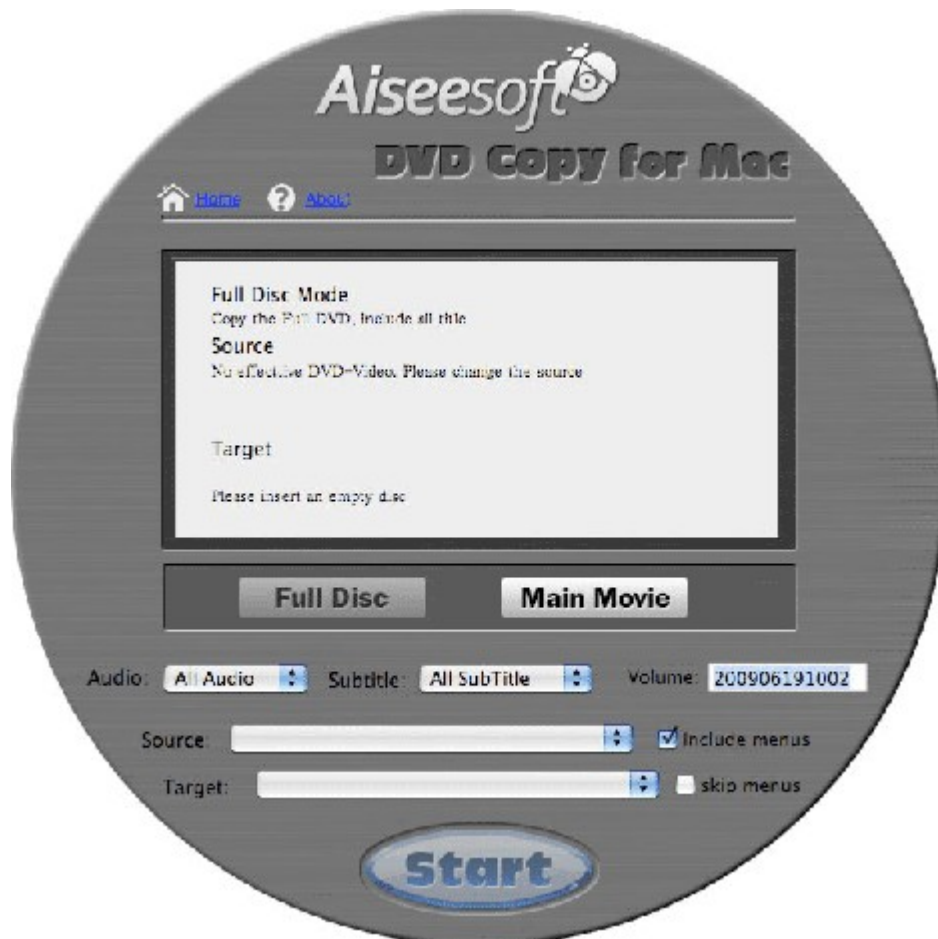 Aiseesoft
DVD Copy for Mac
Home About
Full Disc Mode
Copy the Full DVD, include all title
Source
No effective DVD-Video. Please change the source
Target
Please insert an empty disc
Full Disc Main Movie
Audio: All Audio Subtitle: All SubTitle Volume: 200906191002
Source: Include menus
Target: skip menus
Start